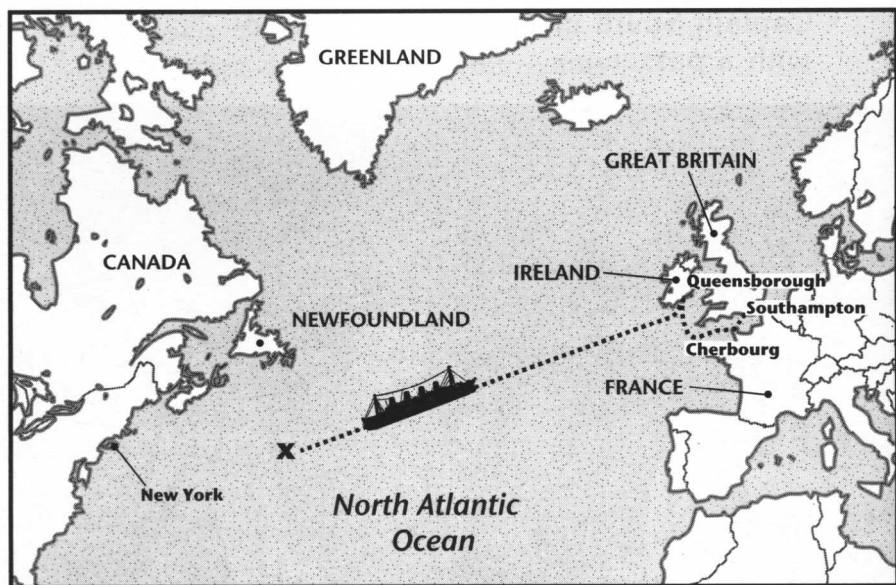 GREENLAND
GREAT BRITAIN
CANADA
IRELAND
Queensborough
Southampton
NEWFOUNDLAND
Cherbourg
FRANCE
X
New York
North Atlantic
Ocean